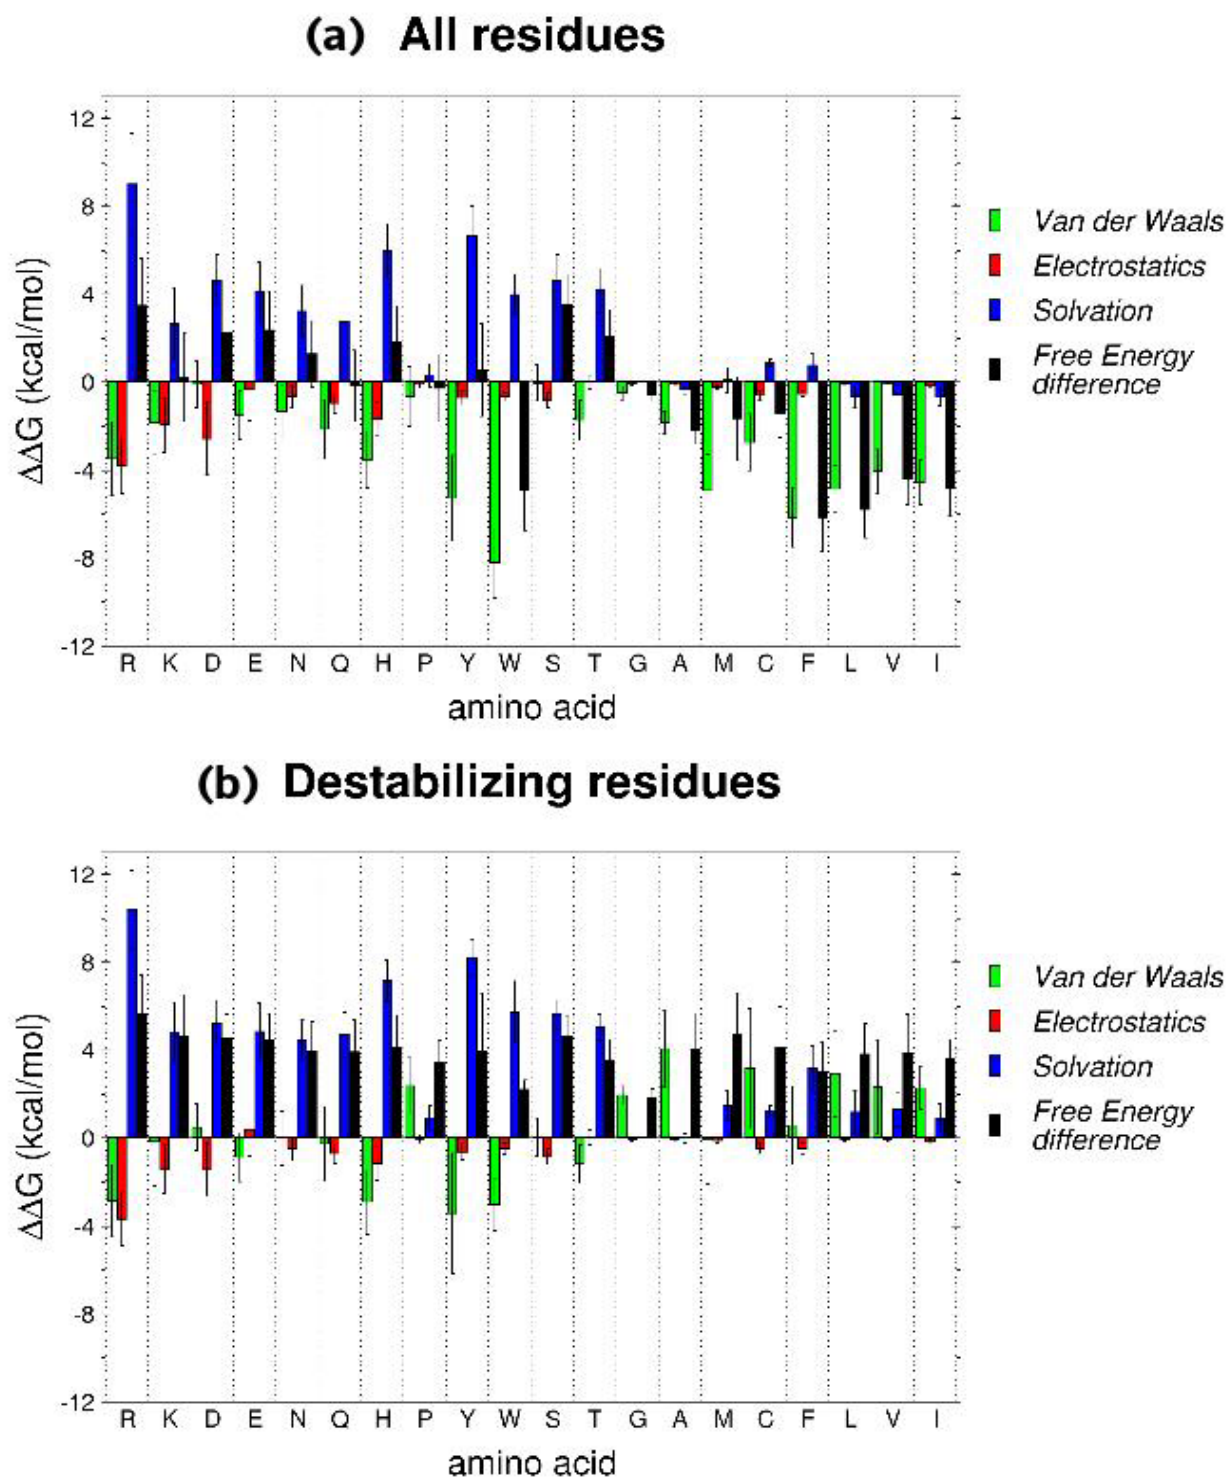 (a) All residues
12
8
4
0
-4
-8
-12
ΔΔG (kcal/mol)
R K D E N Q H P Y W S T G A M C F L V I
amino acid
Van der Waals
Electrostatics
Solvation
Free Energy
difference
(b) Destabilizing residues
12
8
4
0
-4
-8
-12
ΔΔG (kcal/mol)
R K D E N Q H P Y W S T G A M C F L V I
amino acid
Van der Waals
Electrostatics
Solvation
Free Energy
difference